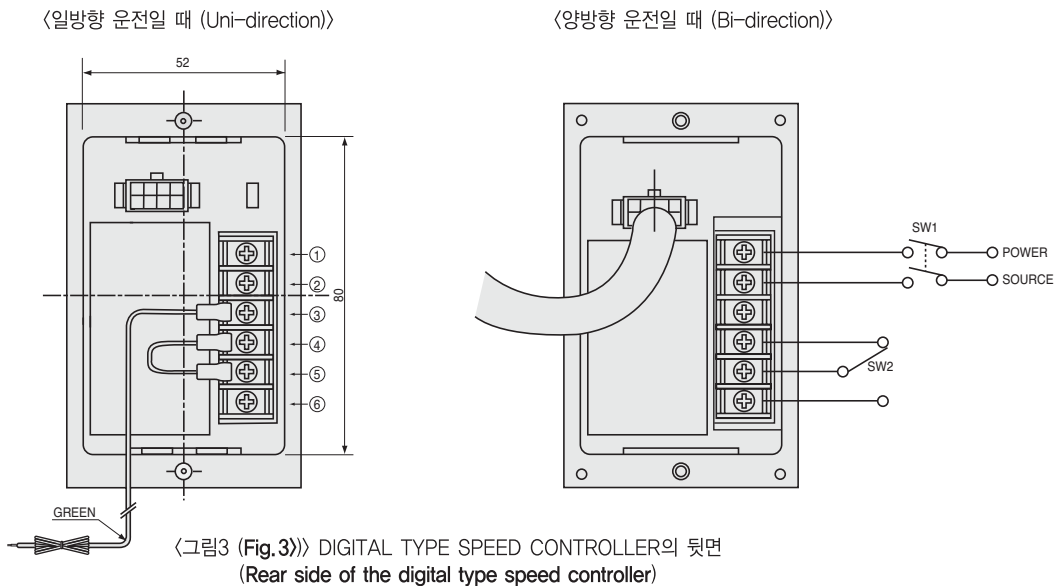 〈일방향 운전일 때 (Uni-direction)〉
〈양방향 운전일 때 (Bi-direction)〉
52
80
①
②
③
④
⑤
⑥
GREEN
SW1
POWER
SOURCE
SW2
〈그림3 (Fig.3〉)〉 DIGITAL TYPE SPEED CONTROLLER의 뒷면
(Rear side of the digital type speed controller)